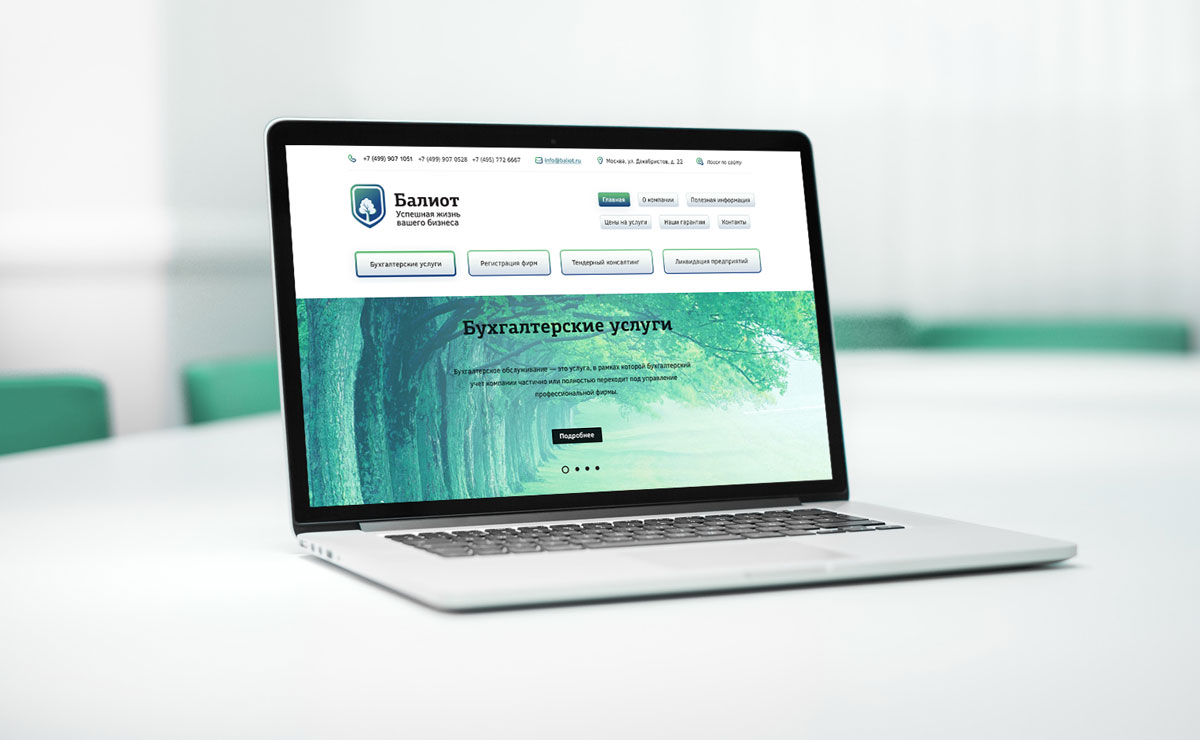 +7 (499) 907 1051 +7 (499) 907 0528 +7 (495) 772 6667 info@baliot.ru Москва, ул. Декабристов, д. 22 поиск по сайту
Балиот
Успешная жизнь
вашего бизнеса
Главная О компании Полезная информация
Цены на услуги Наши гарантии Контакты
Бухгалтерские услуги Регистрация фирм Тендерный консалтинг Ликвидация предприятий
Бухгалтерские услуги
Бухгалтерское обслуживание — это услуга, в рамках которой бухгалтерский
учет компании частично или полностью переходит под управление
профессиональной фирмы.
Подробнее